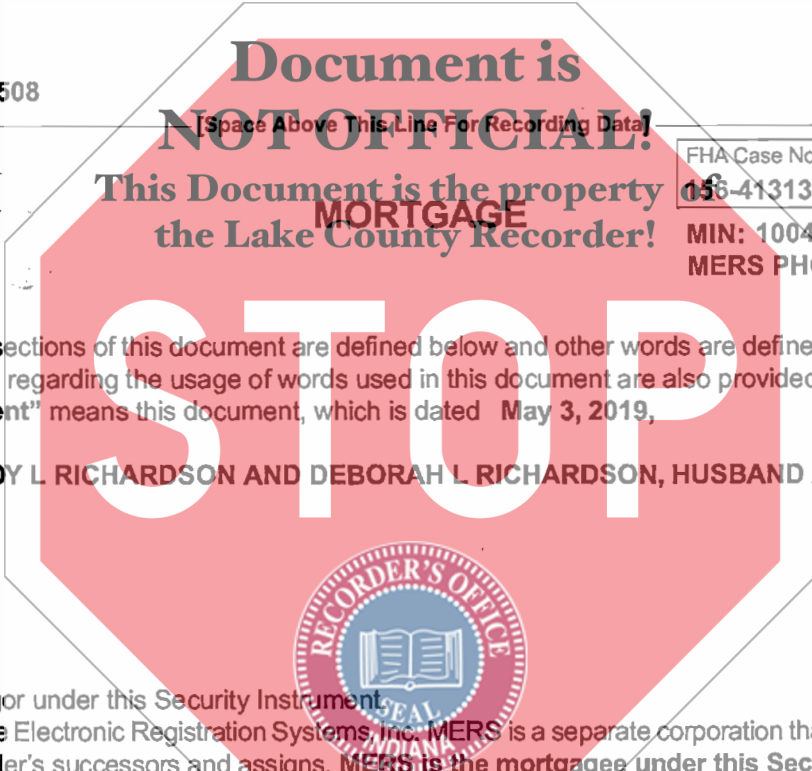 508
Document is
NOT OFFICIAL!
[Space Above This Line For Recording Data]
FHA Case No
156-41313
This Document is the property of
MORTGAGE
the Lake County Recorder!
MIN: 1004
MERS PH
sections of this document are defined below and other words are define
regarding the usage of words used in this document are also provided
ent" means this document, which is dated May 3, 2019,
Y L RICHARDSON AND DEBORAH L RICHARDSON, HUSBAND
STOP
RECORDER'S OFFICE
SEAL
INDIANA
or under this Security Instrument.
e Electronic Registration Systems, Inc. MERS is a separate corporation tha
er's successors and assigns. MERS is the mortgagee under this Sec